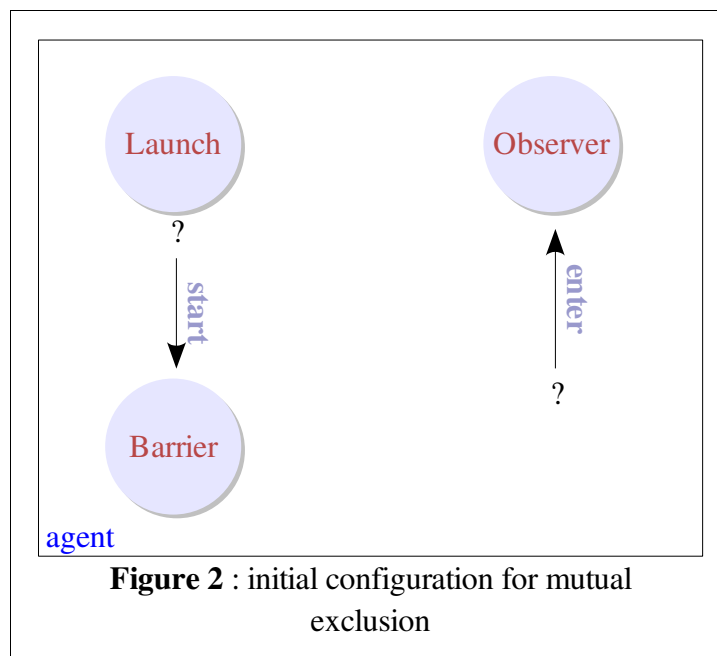 Launch
Observer
?
start
enter
?
Barrier
agent
Figure 2 : initial configuration for mutual
exclusion